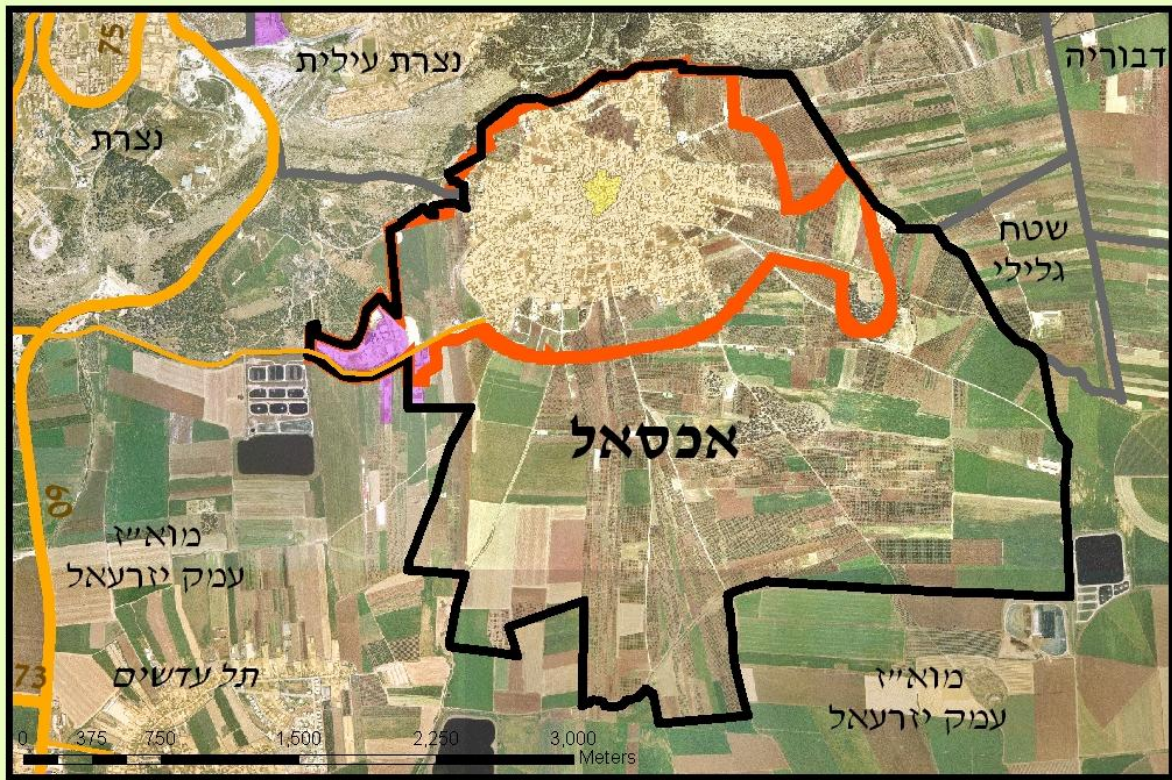 75
נצרת עילית
דבוריה
נצרת
שטח
גלילי
אכסאל
60
מוא״ז
עמק יזרעאל
תל עדשים
73
מוא״ז
עמק יזרעאל
0 375 750 1,500 2,250 3,000
Meters